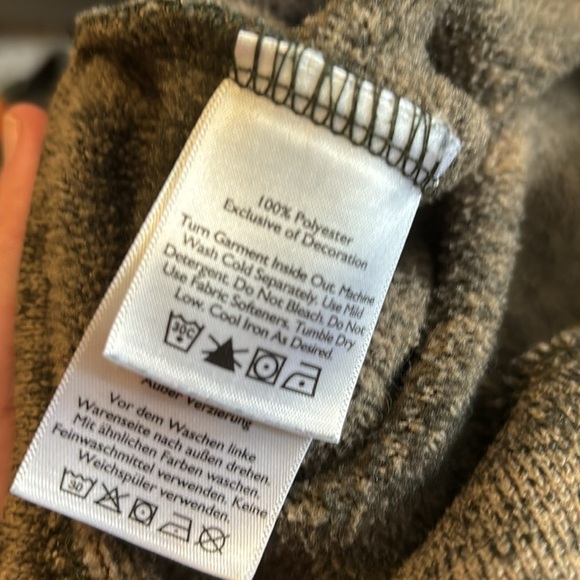 100% Polyester
Exclusive of Decoration
Turn Garment Inside Out. Machine
Wash Cold Separately. Use Mild
Detergent. Do Not Bleach. Do Not
Use Fabric Softeners. Tumble Dry
Low. Cool Iron As Desired.
30C
Außer Verzierung
Vor dem Waschen linke
Warenseite nach außen drehen.
Mit ähnlichen Farben waschen.
Feinwaschmittel verwenden. Keine
Weichspüler verwenden.
30